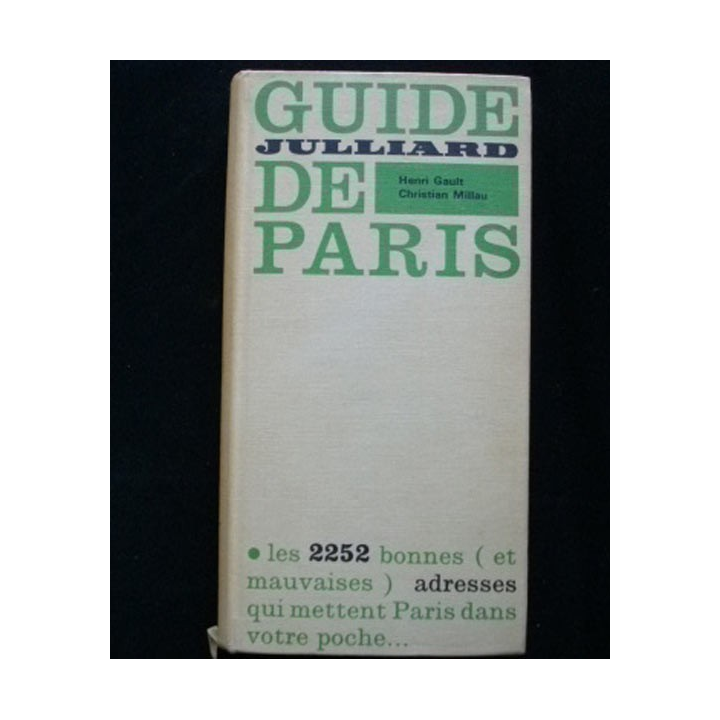 GUIDE
JULLIARD
DE
Henri Gault
Christian Millau
PARIS
• les 2252 bonnes ( et
mauvaises ) adresses
qui mettent Paris dans
votre poche...